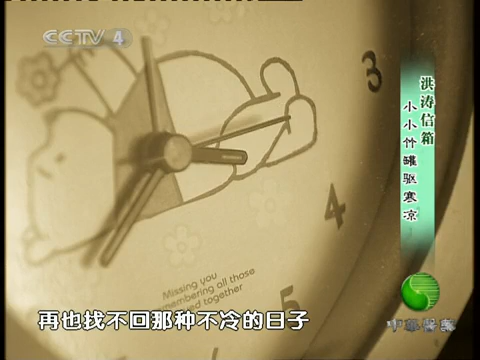 CCTV 4
洪涛信箱
小小竹罐驱寒凉
3
4
5
Missing you
remembering all those
together
再也找不回那种不冷的日子
中华医药